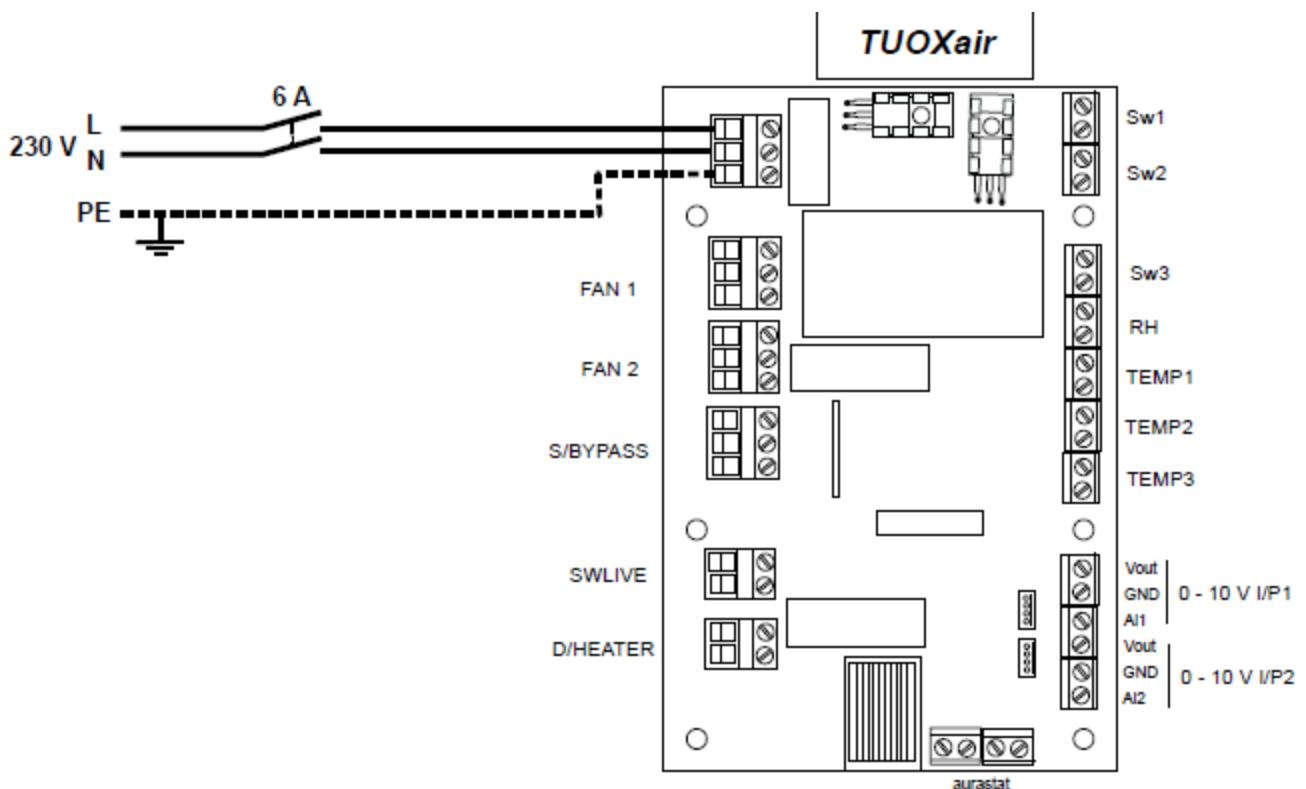 TUOXair
6 A
L
230 V
N
PE
Sw1
Sw2
FAN 1
Sw3
RH
FAN 2
TEMP1
TEMP2
S/BYPASS
TEMP3
SWLIVE
Vout
GND
AI1
0 - 10 V I/P1
D/HEATER
Vout
GND
AI2
0 - 10 V I/P2
aurastat